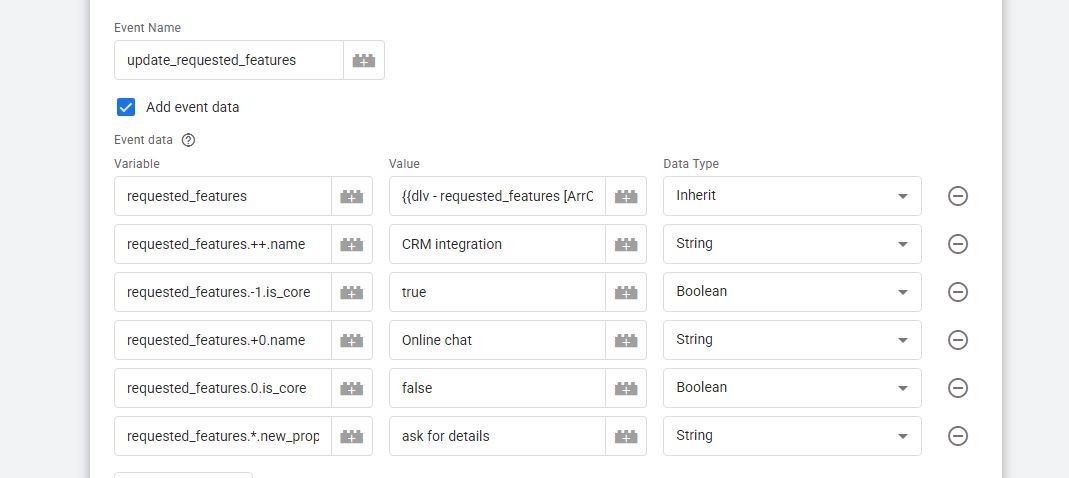 Event Name
update_requested_features
Add event data
Event data
Variable Value Data Type
requested_features {{dlv - requested_features [ArrC Inherit
requested_features.++.name CRM integration String
requested_features.-1.is_core true Boolean
requested_features.+0.name Online chat String
requested_features.0.is_core false Boolean
requested_features.*.new_prop ask for details String